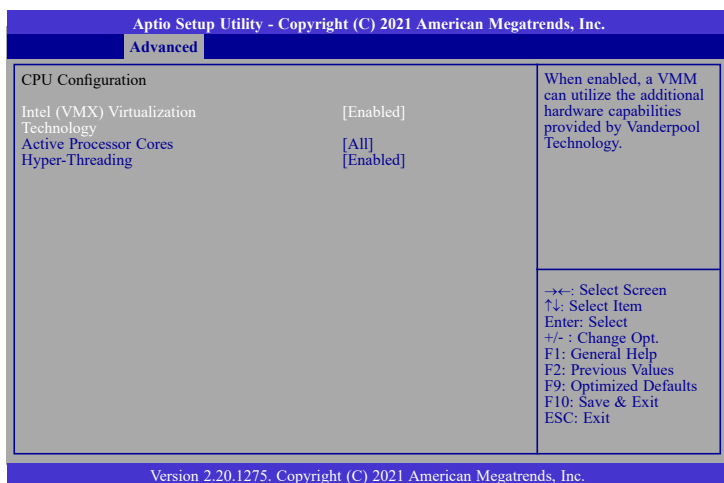 Aptio Setup Utility - Copyright (C) 2021 American Megatrends, Inc.
Advanced
CPU Configuration
Intel (VMX) Virtualization [Enabled]
Technology
Active Processor Cores [All]
Hyper-Threading [Enabled]
When enabled, a VMM
can utilize the additional
hardware capabilities
provided by Vanderpool
Technology.
→←: Select Screen
↑↓: Select Item
Enter: Select
+/- : Change Opt.
F1: General Help
F2: Previous Values
F9: Optimized Defaults
F10: Save & Exit
ESC: Exit
Version 2.20.1275. Copyright (C) 2021 American Megatrends, Inc.